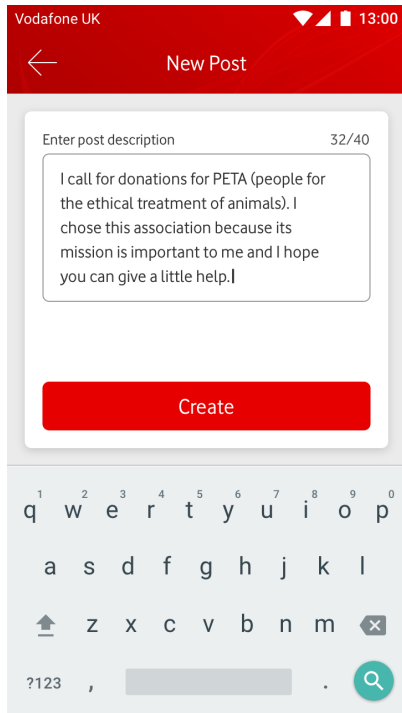 Vodafone UK 13:00
New Post
Enter post description 32/40
I call for donations for PETA (people for
the ethical treatment of animals). I
chose this association because its
mission is important to me and I hope
you can give a little help.
Create
1 2 3 4 5 6 7 8 9 0
q w e r t y u i o p
a s d f g h j k l
z x c v b n m
?123 , .